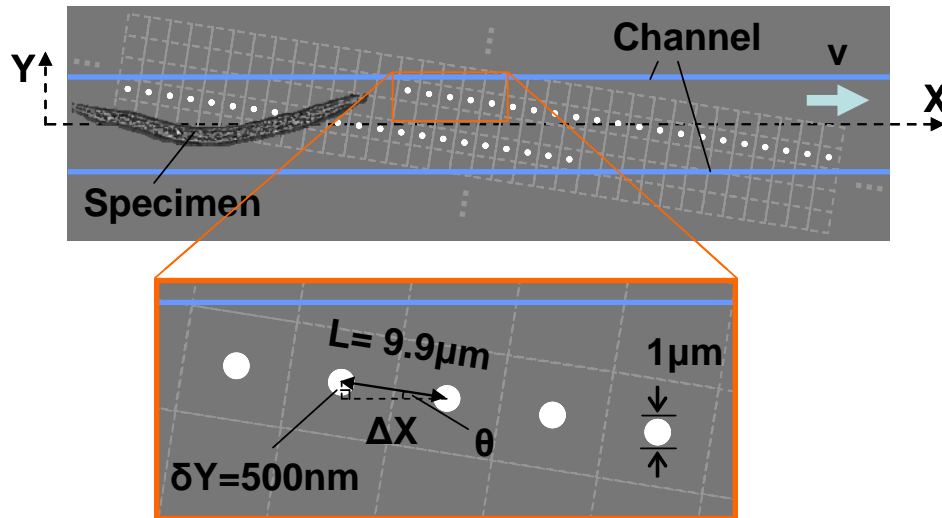 Channel
v
Y
X
Specimen
L= 9.9μm
1μm
ΔX
θ
δY=500nm